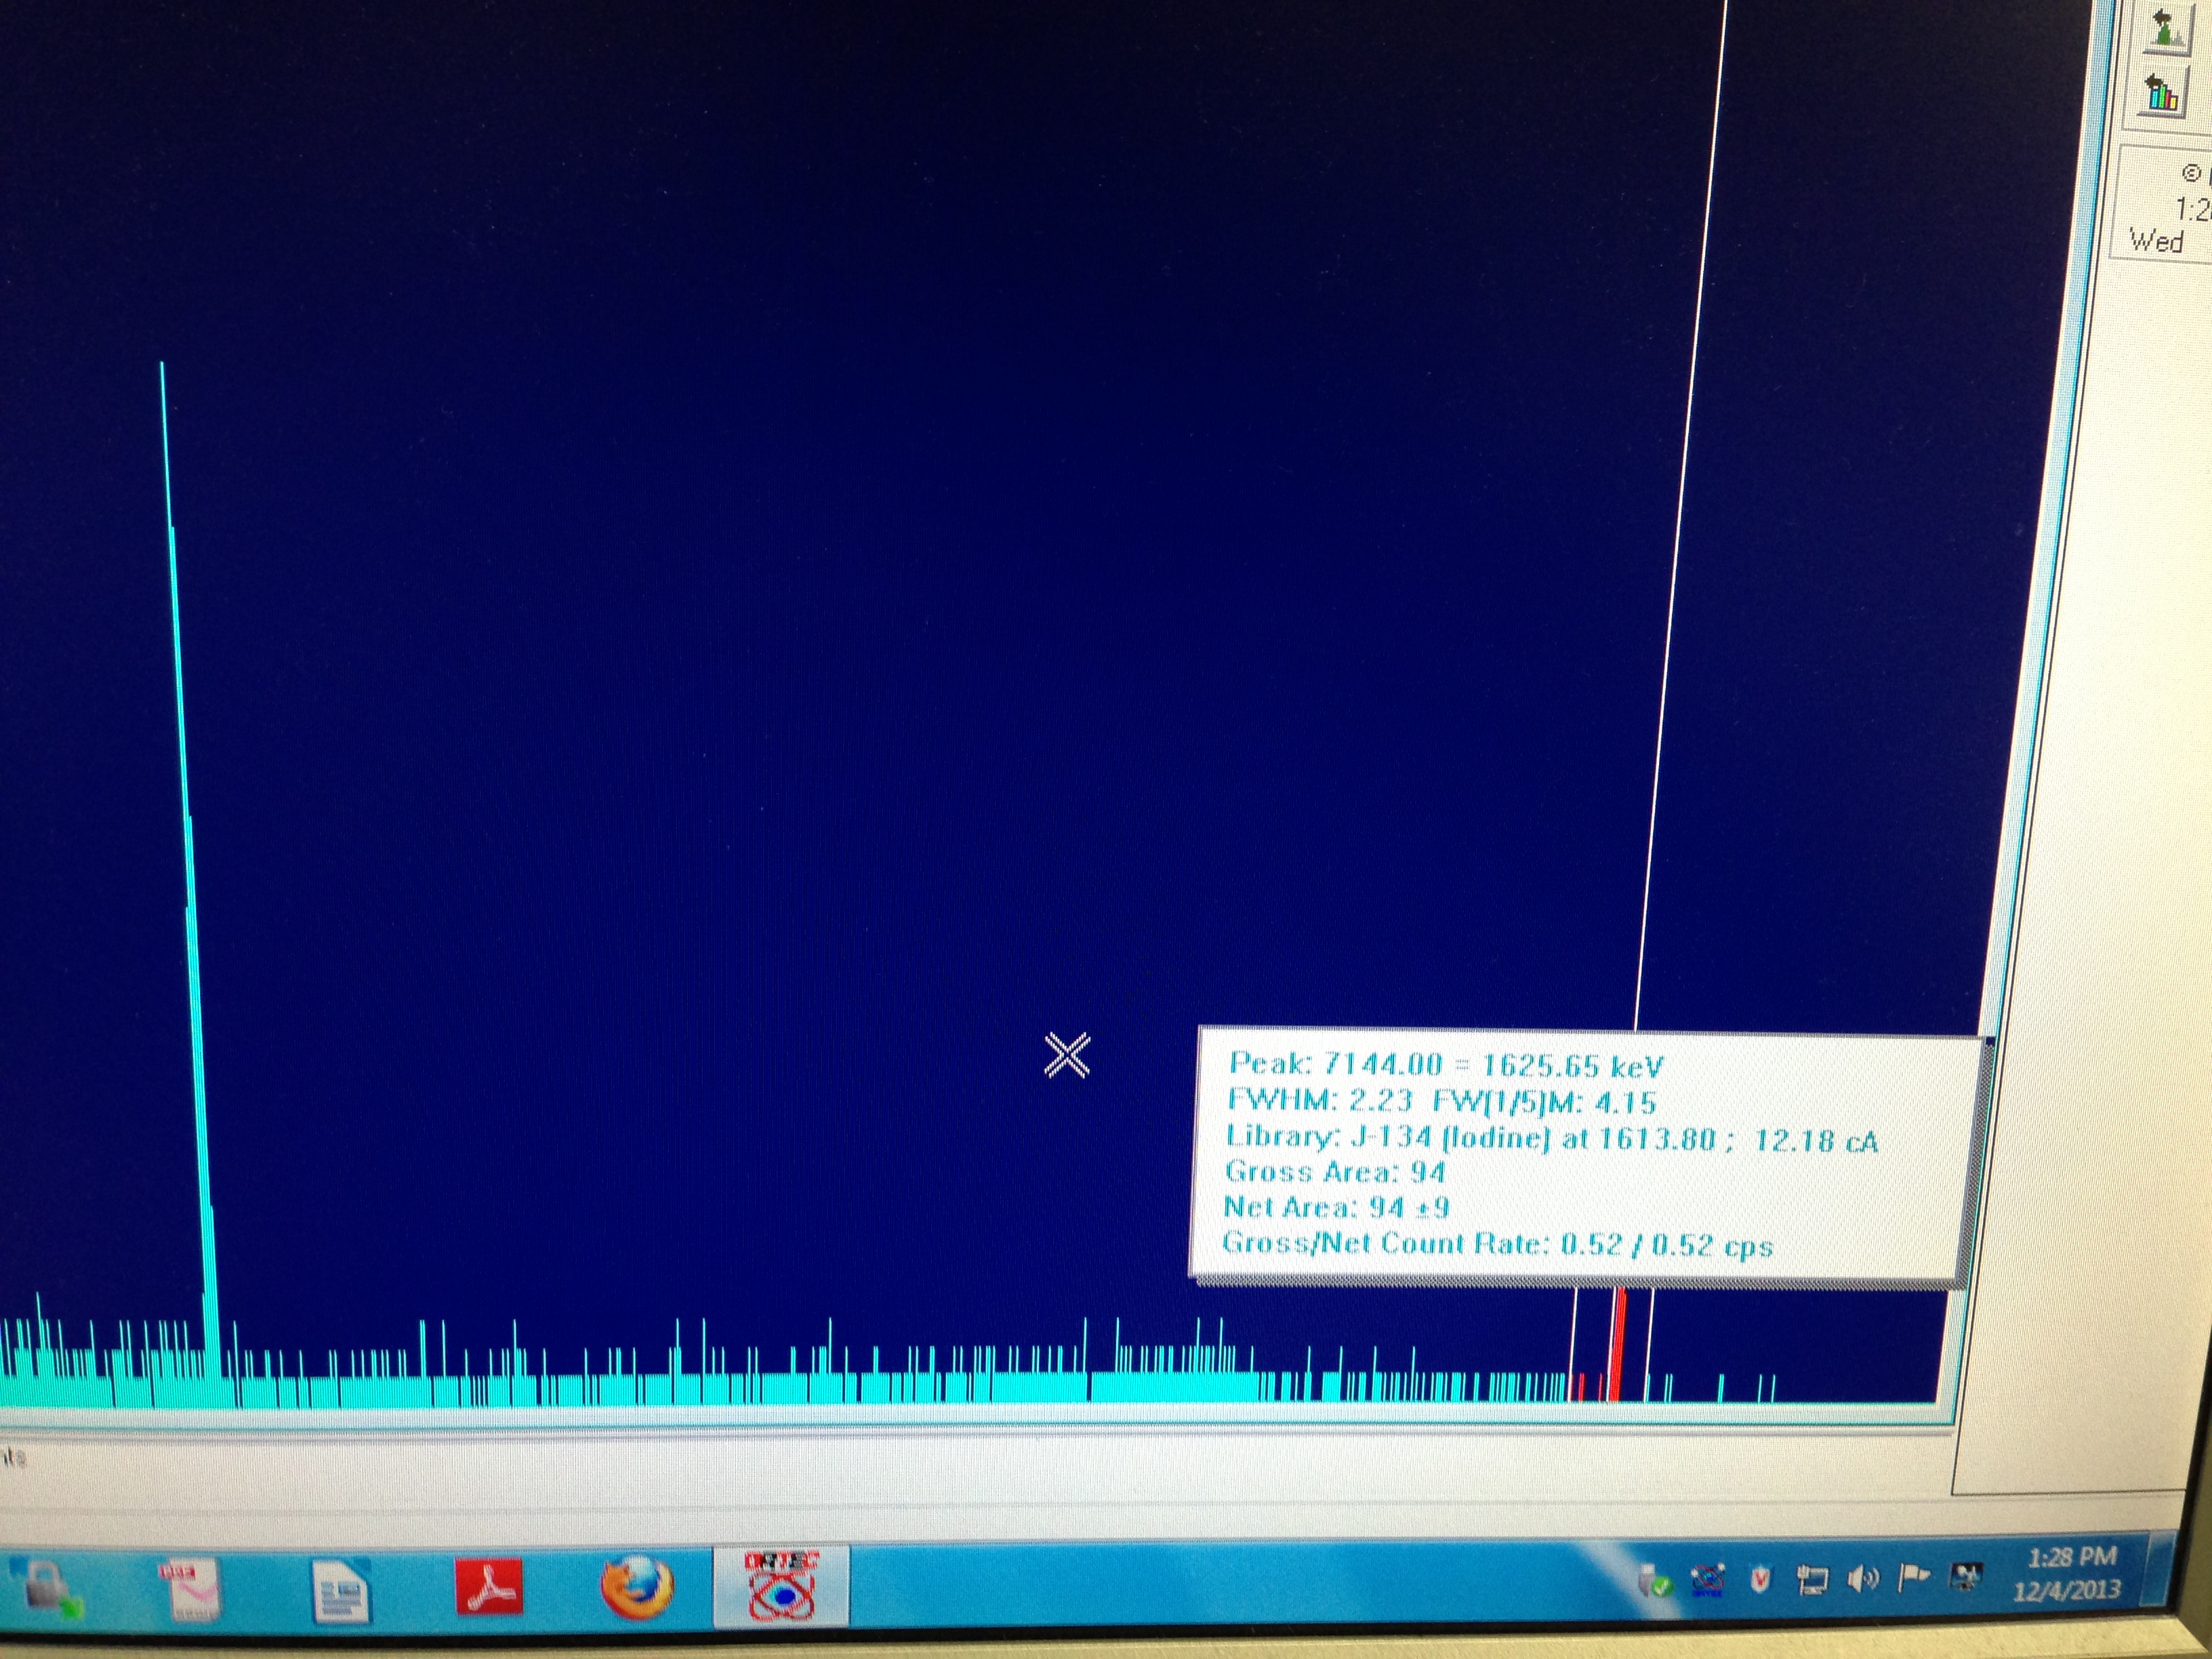 ©
1:2
Wed
Peak: 7144.00 = 1625.65 keV
FWHM: 2.23 FW(1/5)M: 4.15
Library: J-134 (Iodine) at 1613.80 ; 12.18 cA
Gross Area: 94
Net Area: 94 ±9
Gross/Net Count Rate: 0.52 / 0.52 cps
nts
ORTEC
1:28 PM
12/4/2013